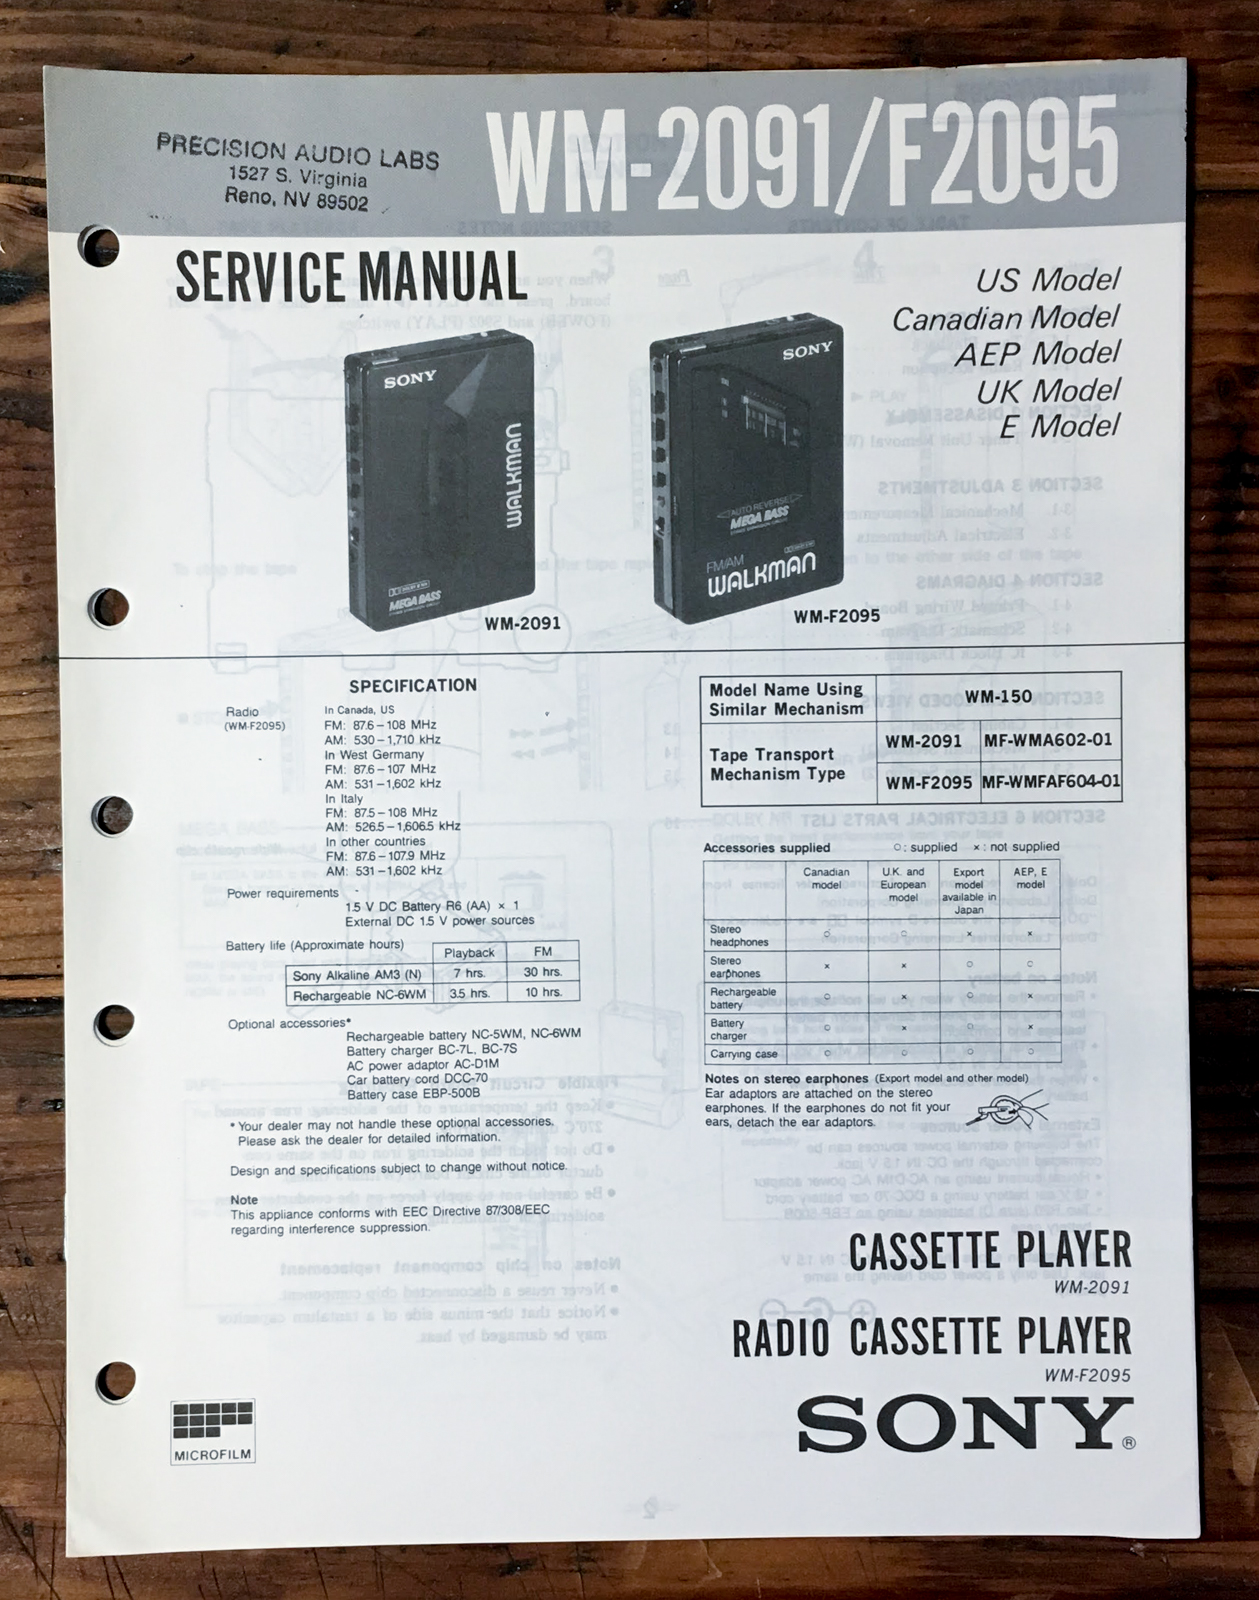 PRECISION AUDIO LABS
1527 S. Virginia
Reno, NV 89502
WM-2091/F2095
SERVICE MANUAL
US Model
Canadian Model
AEP Model
UK Model
E Model
SONY
WALKMAN
DOLBY B NR
MEGA BASS
WM-2091
SONY
AUTO REVERSE
MEGA BASS
FM/AM
WALKMAN
WM-F2095
SPECIFICATION
Radio
(WM-F2095)
In Canada, US
FM: 87.6–108 MHz
AM: 530–1,710 kHz
In West Germany
FM: 87.6–107 MHz
AM: 531–1,602 kHz
In Italy
FM: 87.5–108 MHz
AM: 526.5–1,606.5 kHz
In other countries
FM: 87.6–107.9 MHz
AM: 531–1,602 kHz
Power requirements
1.5 V DC Battery R6 (AA) × 1
External DC 1.5 V power sources
Battery life (Approximate hours)
Playback FM
Sony Alkaline AM3 (N) 7 hrs. 30 hrs.
Rechargeable NC-6WM 3.5 hrs. 10 hrs.
Optional accessories*
Rechargeable battery NC-5WM, NC-6WM
Battery charger BC-7L, BC-7S
AC power adaptor AC-D1M
Car battery cord DCC-70
Battery case EBP-500B
* Your dealer may not handle these optional accessories.
Please ask the dealer for detailed information.
Design and specifications subject to change without notice.
Note
This appliance conforms with EEC Directive 87/308/EEC
regarding interference suppression.
MICROFILM
Model Name Using
Similar Mechanism
WM-150
Tape Transport
Mechanism Type
WM-2091 MF-WMA602-01
WM-F2095 MF-WMFAF604-01
Accessories supplied ○: supplied ×: not supplied
Canadian
model
U.K. and
European
model
Export
model
available in
Japan
AEP, E
model
Stereo
headphones
○ ○ × ×
Stereo
earphones
× × ○ ○
Rechargeable
battery
○ × ○ ×
Battery
charger
○ × ○ ×
Carrying case ○ ○ ○ ○
Notes on stereo earphones (Export model and other model)
Ear adaptors are attached on the stereo
earphones. If the earphones do not fit your
ears, detach the ear adaptors.
CASSETTE PLAYER
WM-2091
RADIO CASSETTE PLAYER
WM-F2095
SONY®